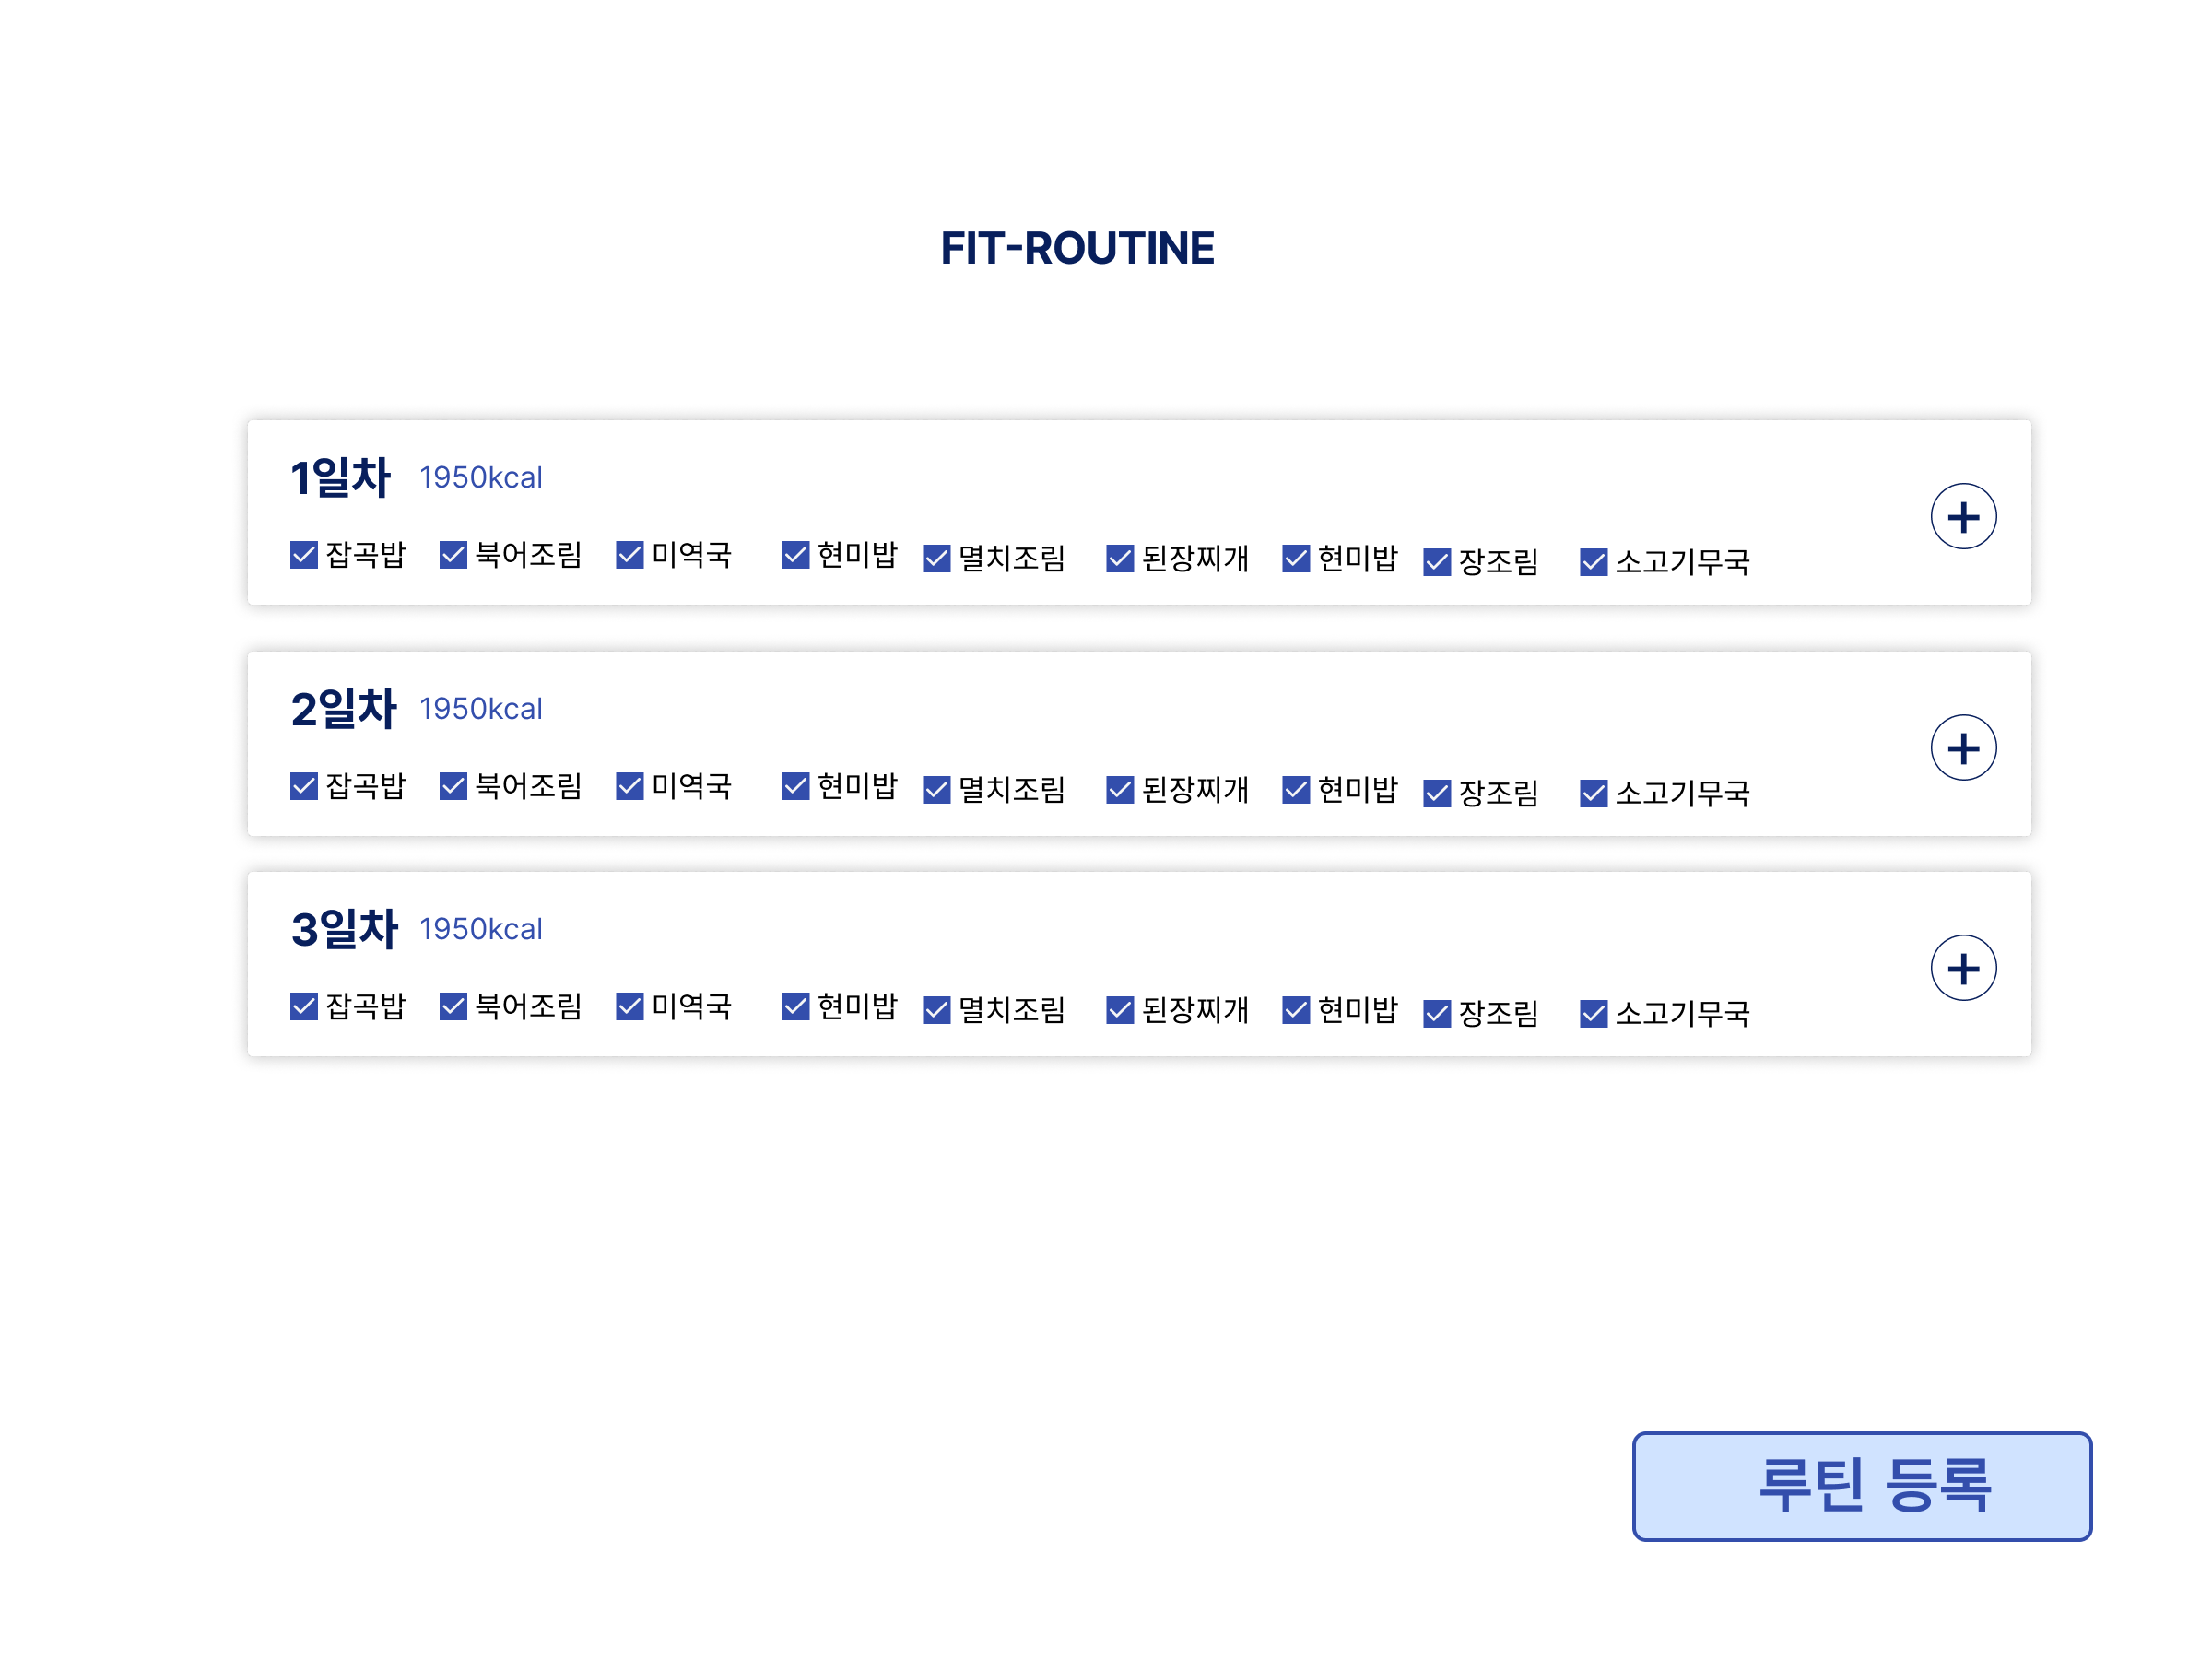 FIT-ROUTINE
1일차 1950kcal
잡곡밥 북어조림 미역국 현미밥 멸치조림 된장찌개 현미밥 장조림 소고기무국
2일차 1950kcal
잡곡밥 북어조림 미역국 현미밥 멸치조림 된장찌개 현미밥 장조림 소고기무국
3일차 1950kcal
잡곡밥 북어조림 미역국 현미밥 멸치조림 된장찌개 현미밥 장조림 소고기무국
루틴 등록